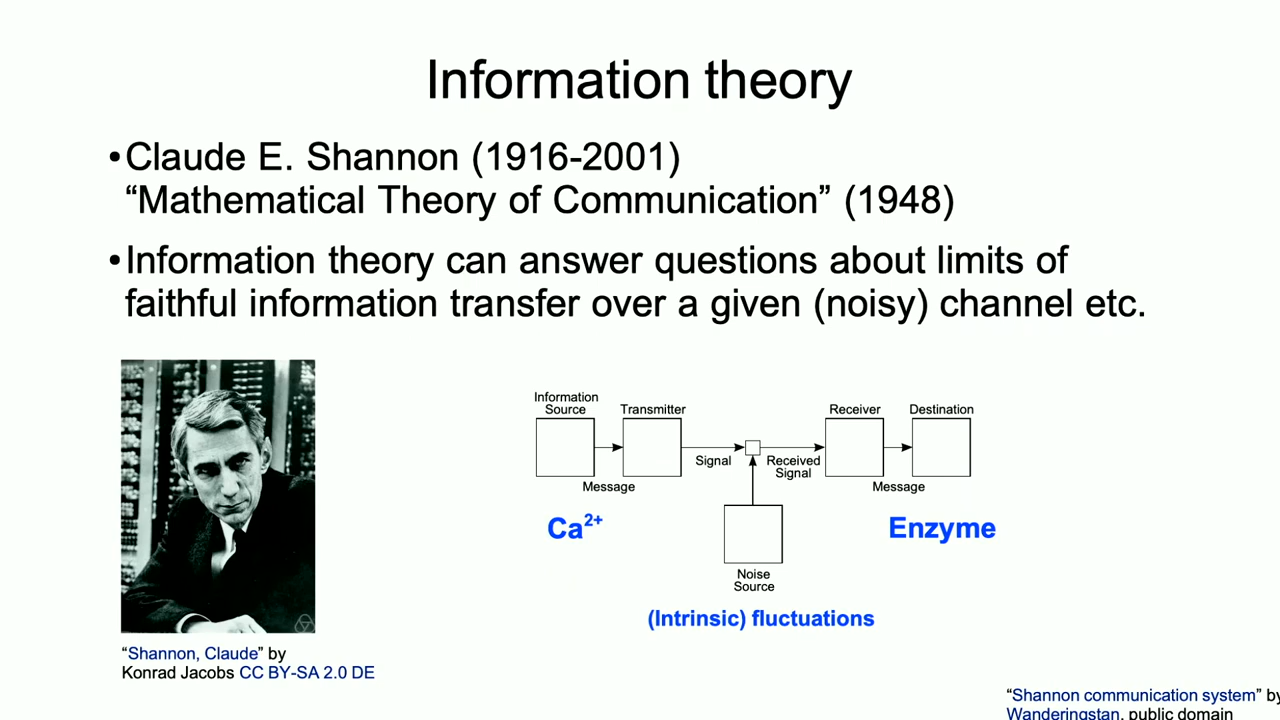 Information theory
•Claude E. Shannon (1916-2001)
“Mathematical Theory of Communication” (1948)
•Information theory can answer questions about limits of
faithful information transfer over a given (noisy) channel etc.
Information
Source
Transmitter
Receiver
Destination
Signal
Received
Signal
Message
Message
Ca²⁺
Enzyme
Noise
Source
(Intrinsic) fluctuations
“Shannon, Claude” by
Konrad Jacobs CC BY-SA 2.0 DE
“Shannon communication system” by
Wanderingstan, public domain